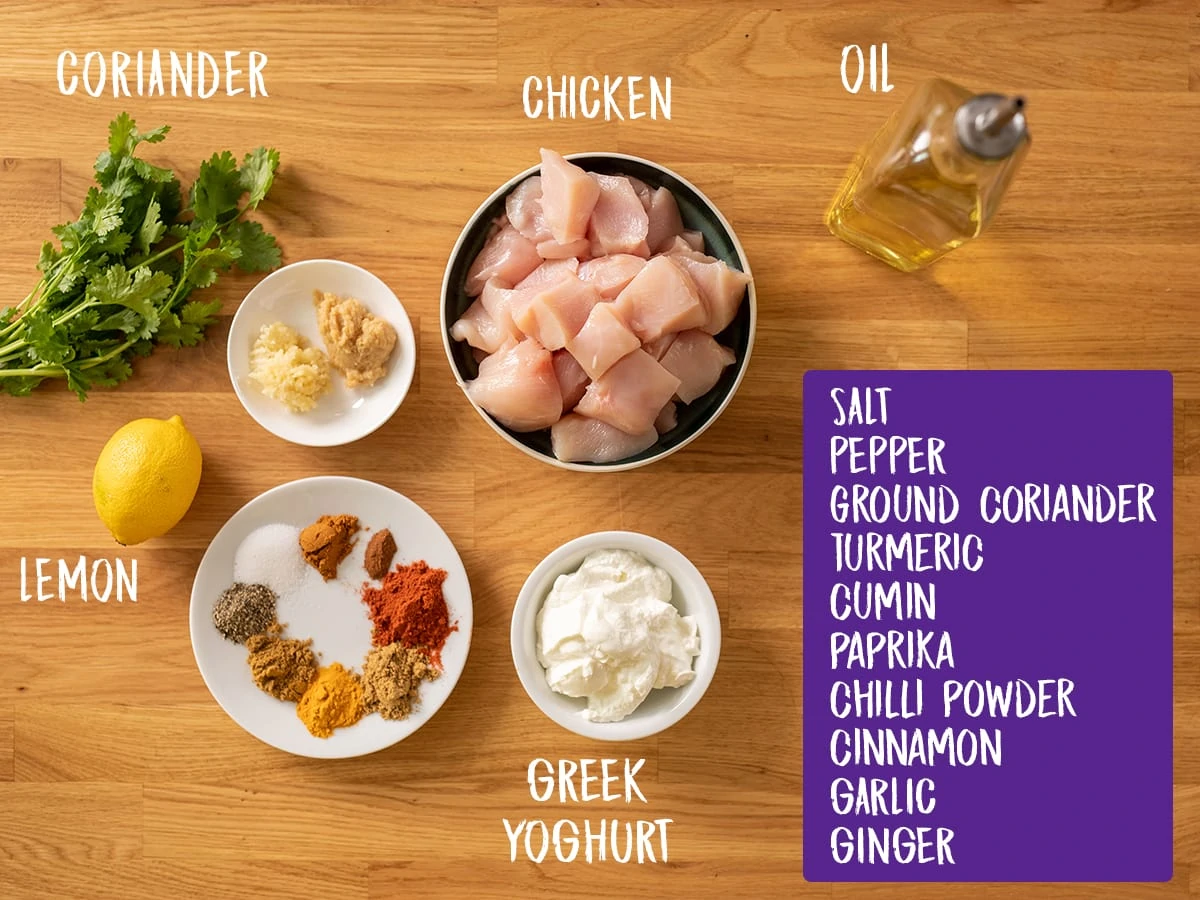 CORIANDER
CHICKEN
OIL
LEMON
GREEK
YOGHURT
SALT
PEPPER
GROUND CORIANDER
TURMERIC
CUMIN
PAPRIKA
CHILLI POWDER
CINNAMON
GARLIC
GINGER